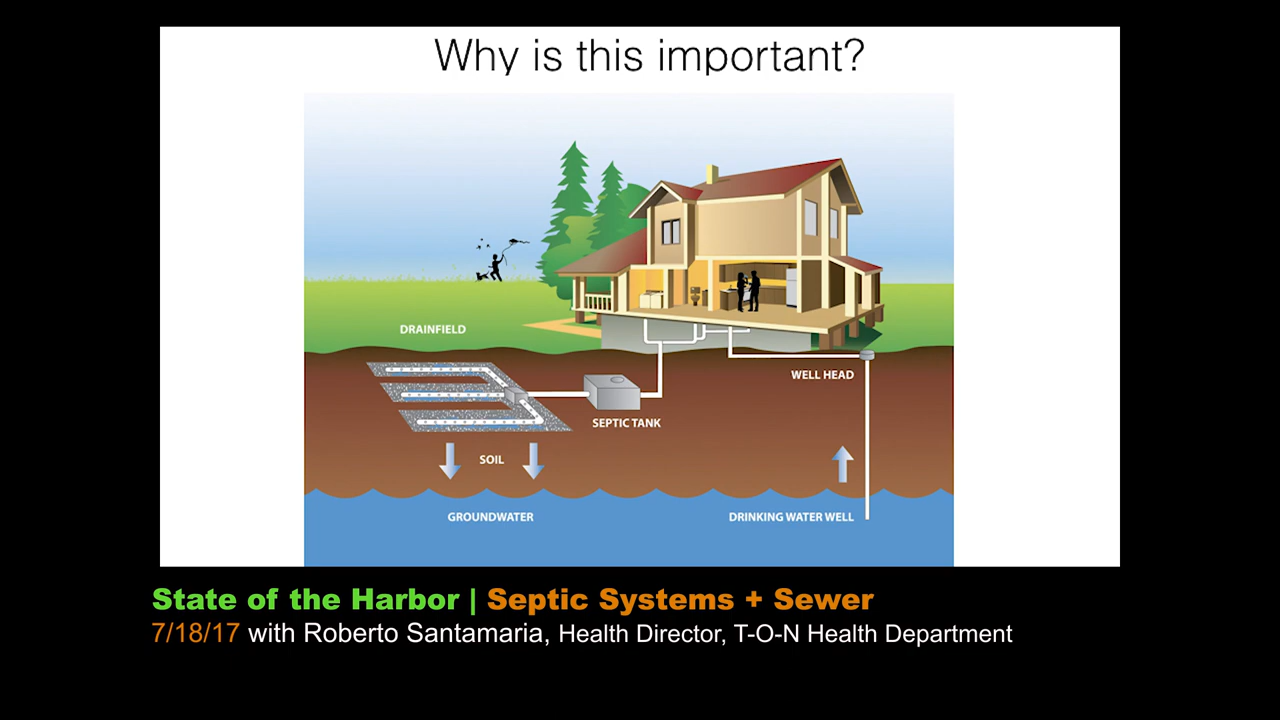 Why is this important?
DRAINFIELD
WELL HEAD
SEPTIC TANK
SOIL
GROUNDWATER
DRINKING WATER WELL
State of the Harbor | Septic Systems + Sewer
7/18/17 with Roberto Santamaria, Health Director, T-O-N Health Department